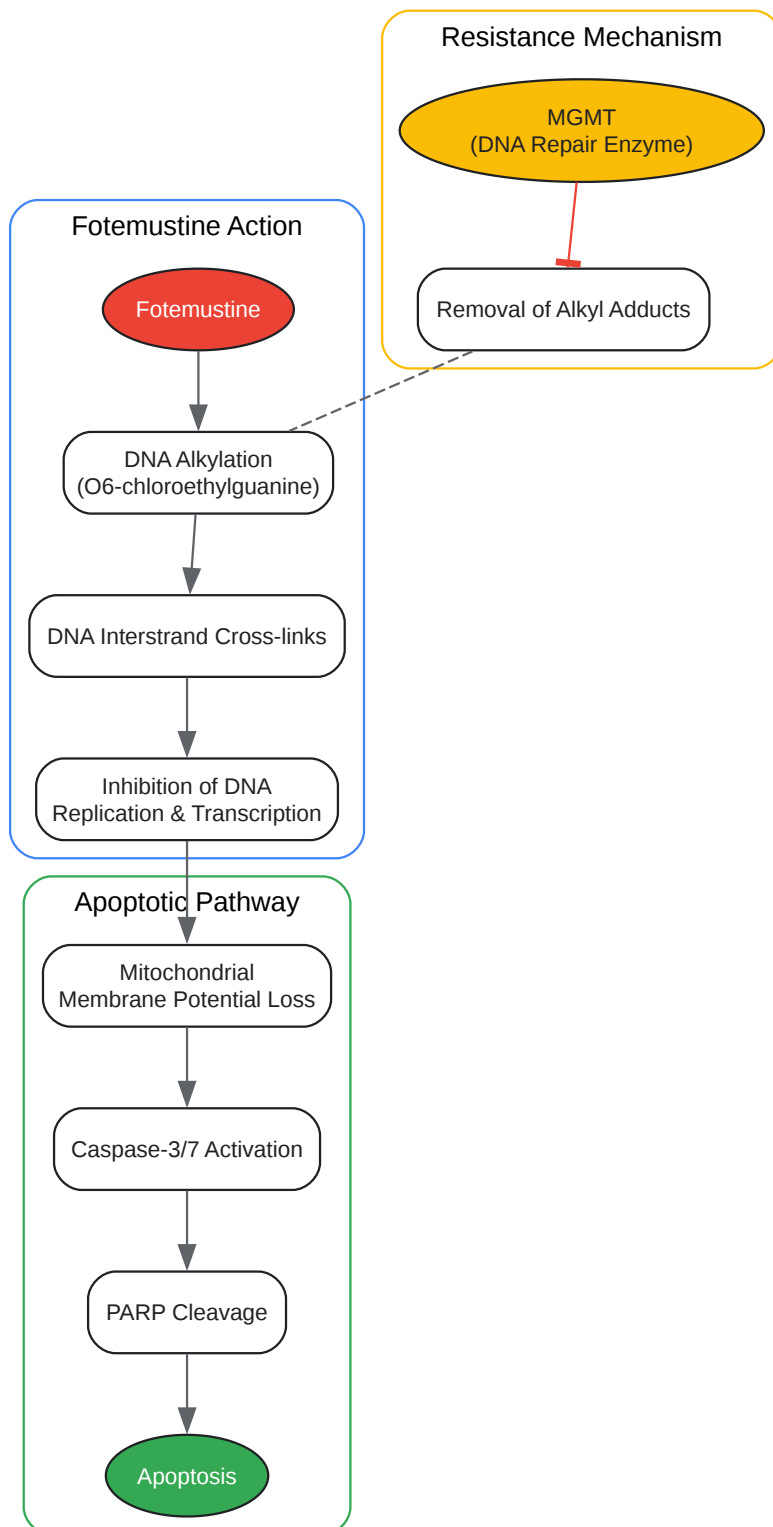 Resistance Mechanism
MGMT
(DNA Repair Enzyme)
Removal of Alkyl Adducts
Fotemustine Action
Fotemustine
DNA Alkylation
(O6-chloroethylguanine)
DNA Interstrand Cross-links
Inhibition of DNA
Replication & Transcription
Apoptotic Pathway
Mitochondrial
Membrane Potential Loss
Caspase-3/7 Activation
PARP Cleavage
Apoptosis